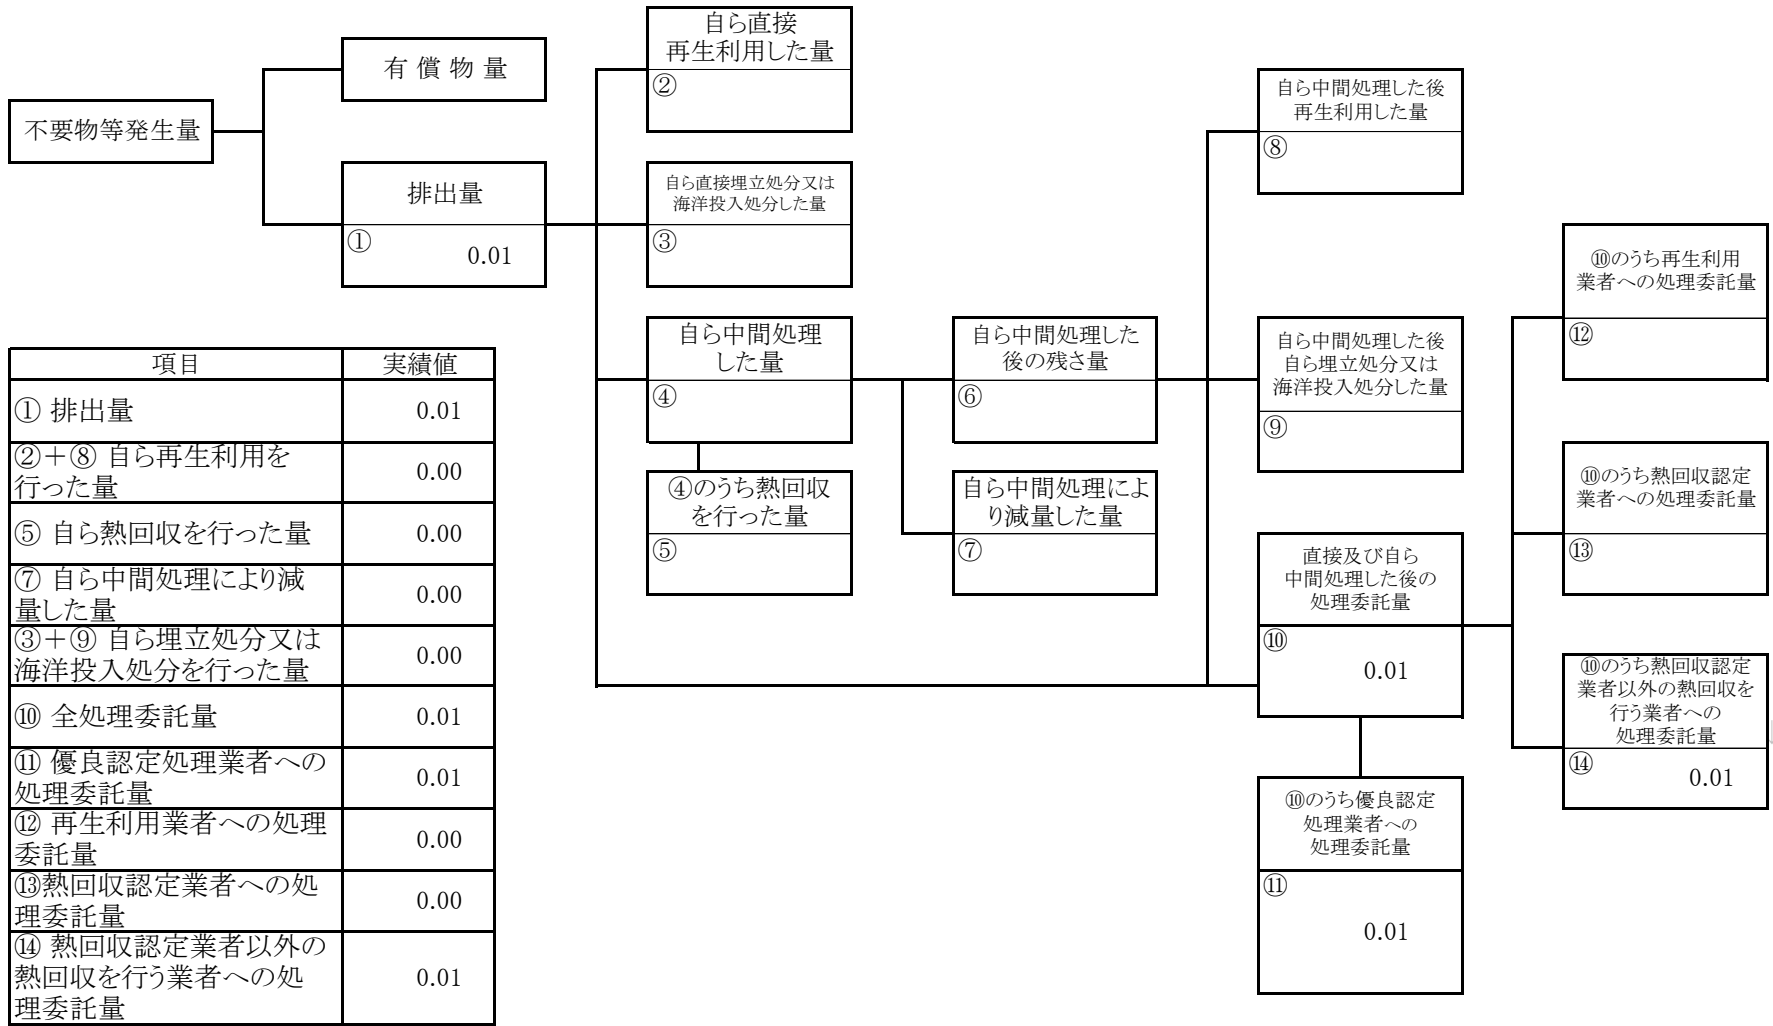 不要物等発生量
有償物量
排出量
①
0.01
自ら直接
再生利用した量
②
自ら直接埋立処分又は
海洋投入処分した量
③
自ら中間処理
した量
④
④のうち熱回収
を行った量
⑤
自ら中間処理した
後の残さ量
⑥
自ら中間処理によ
り減量した量
⑦
自ら中間処理した後
再生利用した量
⑧
自ら中間処理した後
自ら埋立処分又は
海洋投入処分した量
⑨
直接及び自ら
中間処理した後の
処理委託量
⑩
0.01
⑩のうち優良認定
処理業者への
処理委託量
⑪
0.01
⑩のうち再生利用
業者への処理委託量
⑫
⑩のうち熱回収認定
業者への処理委託量
⑬
⑩のうち熱回収認定
業者以外の熱回収を
行う業者への
処理委託量
⑭
0.01
項目 実績値
① 排出量 0.01
②+⑧ 自ら再生利用を
行った量 0.00
⑤ 自ら熱回収を行った量 0.00
⑦ 自ら中間処理により減
量した量 0.00
③+⑨ 自ら埋立処分又は
海洋投入処分を行った量 0.00
⑩ 全処理委託量 0.01
⑪ 優良認定処理業者への
処理委託量 0.01
⑫ 再生利用業者への処理
委託量 0.00
⑬熱回収認定業者への処
理委託量 0.00
⑭ 熱回収認定業者以外の
熱回収を行う業者への処
理委託量 0.01